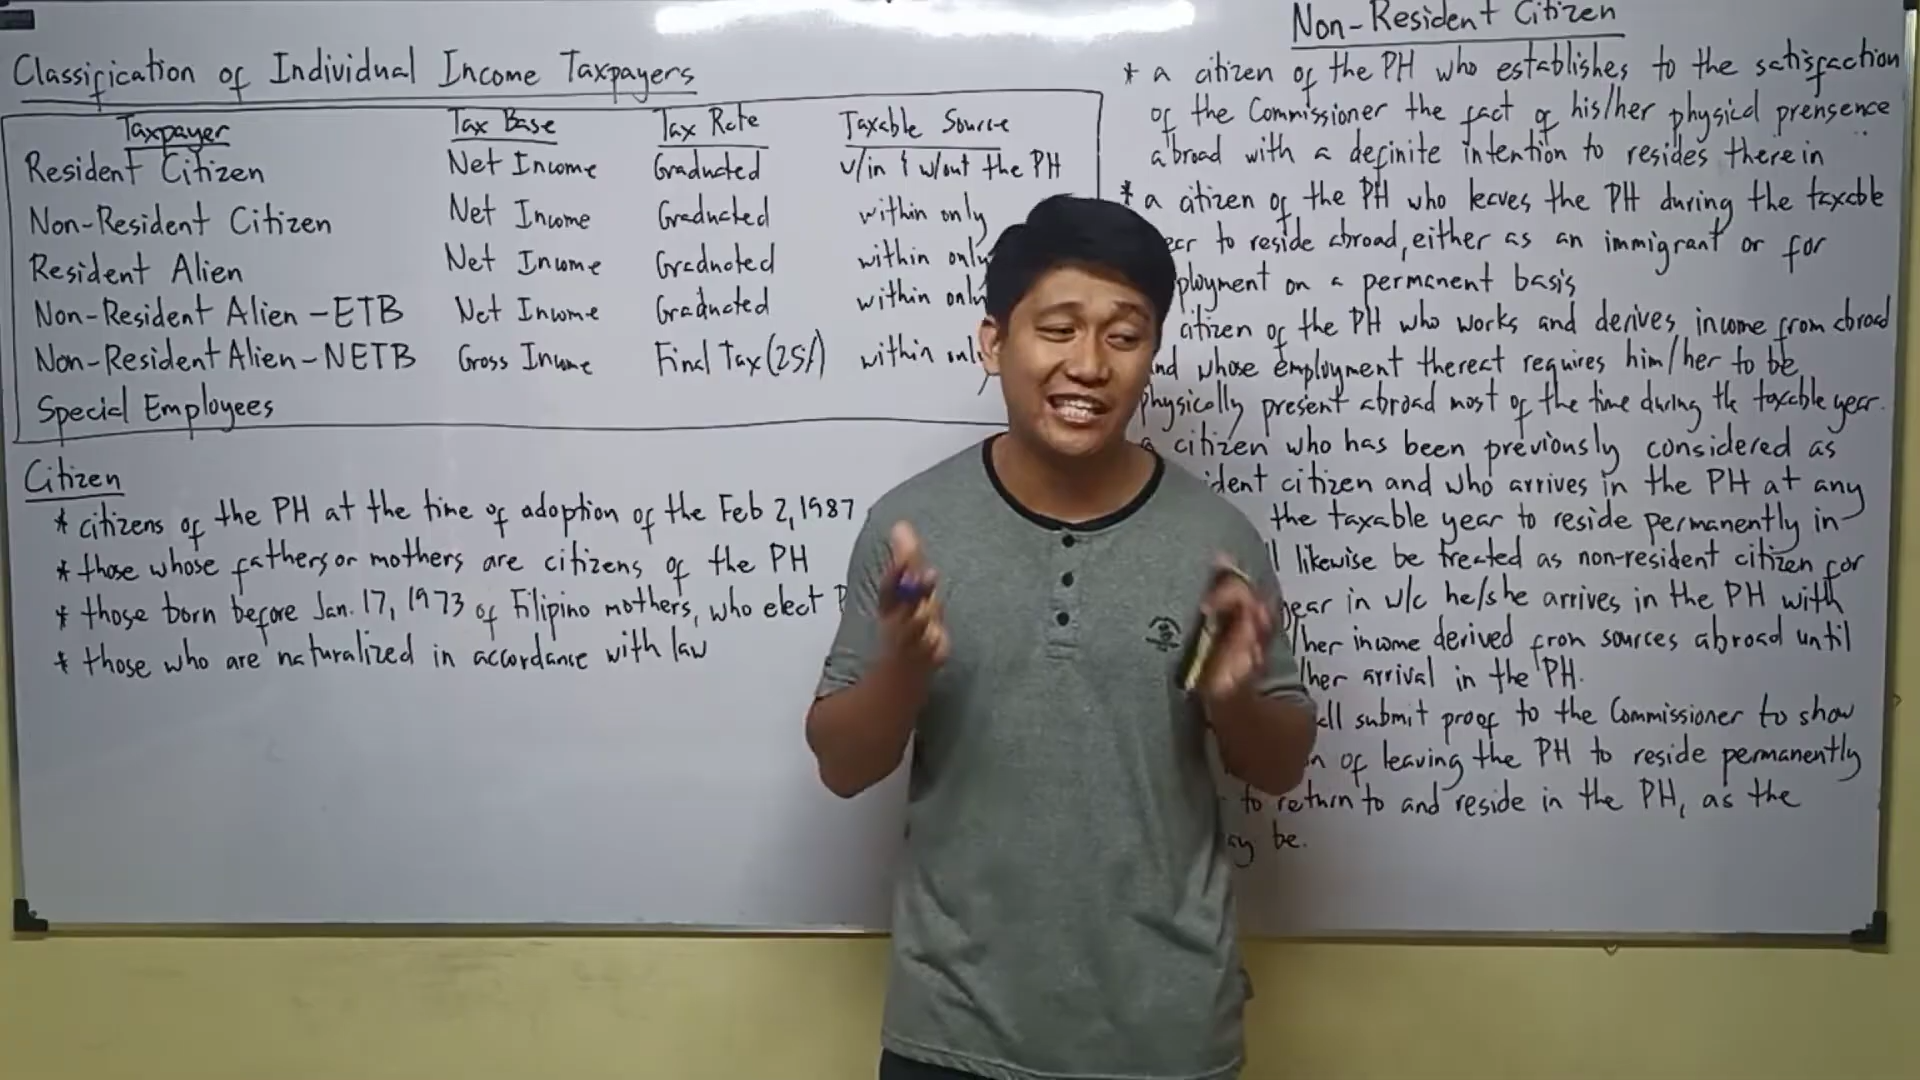 Classification of Individual Income Taxpayers
Taxpayer Tax Base Tax Rate Taxable Source
Resident Citizen Net Income Graduated w/in & w/out the PH
Non-Resident Citizen Net Income Graduated within only
Resident Alien Net Income Graduated within only
Non-Resident Alien - ETB Net Income Graduated within only
Non-Resident Alien - NETB Gross Income Final Tax (25%) within only
Special Employees
Citizen
* citizens of the PH at the time of adoption of the Feb 2, 1987
* those whose fathers or mothers are citizens of the PH
* those born before Jan. 17, 1973 of Filipino mothers, who elect
* those who are naturalized in accordance with law
Non-Resident Citizen
* a citizen of the PH who establishes to the satisfaction
of the Commissioner the fact of his/her physical prensence
abroad with a definite intention to resides therein
* a citizen of the PH who leaves the PH during the taxable
to reside abroad, either as an immigrant or for
on a permanent basis
citizen of the PH who works and derives income from abroad
and whose employment thereat requires him/her to be
physically present abroad most of the time during the taxable year.
a citizen who has been previously considered as
citizen and who arrives in the PH at any
the taxable year to reside permanently in
likewise be treated as non-resident citizen for
year in w/c he/she arrives in the PH with
/her income derived from sources abroad until
/her arrival in the PH.
submit proof to the Commissioner to show
of leaving the PH to reside permanently
to return to and reside in the PH, as the
be.